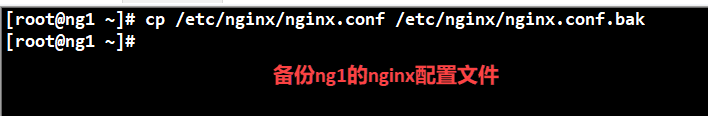 [root@ng1 ~]# cp /etc/nginx/nginx.conf /etc/nginx/nginx.conf.bak
[root@ng1 ~]#
备份ng1的nginx配置文件